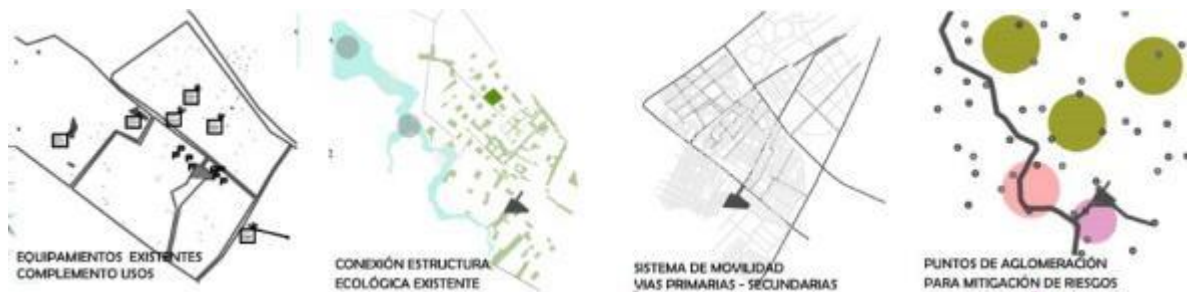 EQUIPAMIENTOS EXISTENTES
COMPLEMENTO USOS
CONEXIÓN ESTRUCTURA
ECOLÓGICA EXISTENTE
SISTEMA DE MOVILIDAD
VIAS PRIMARIAS - SECUNDARIAS
PUNTOS DE AGLOMERACIÓN
PARA MITIGACIÓN DE RIESGOS